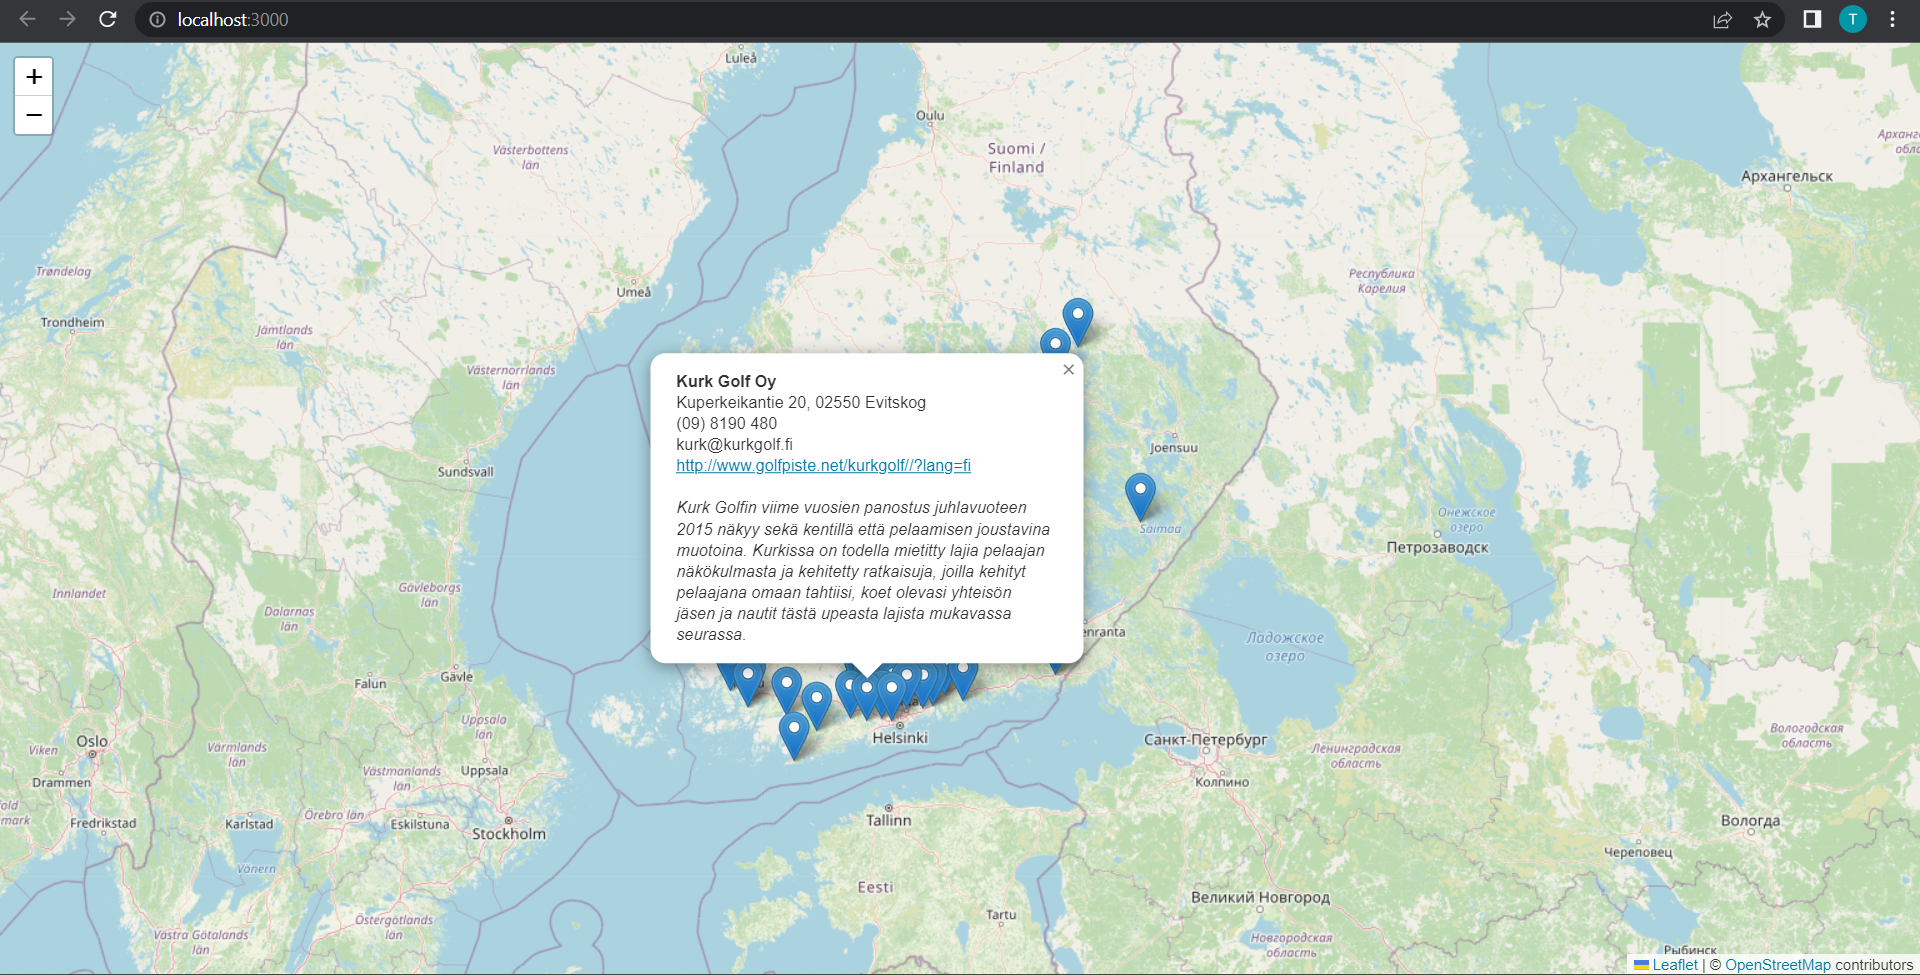 localhost:3000
T
+
−
Luleå
Oulu
Västerbottens
län
Suomi /
Finland
Архангельск
Trøndelag
Республика
Карелия
Umeå
Trondheim
Jämtlands
län
Västernorrlands
län
Kurk Golf Oy
Kuperkeikantie 20, 02550 Evitskog
(09) 8190 480
kurk@kurkgolf.fi
http://www.golfpiste.net/kurkgolf//?lang=fi
Kurk Golfin viime vuosien panostus juhlavuoteen
2015 näkyy sekä kentillä että pelaamisen joustavina
muotoina. Kurkissa on todella mietitty lajia pelaajan
näkökulmasta ja kehitetty ratkaisuja, joilla kehityt
pelaajana omaan tahtiisi, koet olevasi yhteisön
jäsen ja nautit tästä upeasta lajista mukavassa
seurassa.
Joensuu
Sundsvall
Saimaa
Онежское
озеро
Петрозаводск
Innlandet
Gävleborgs
län
Dalarnas
län
enranta
Ладожское
озеро
Falun
Gävle
Uppsala
län
Oslo
Viken
Värmlands
län
Helsinki
Санкт-Петербург
Ленинградская
область
Вологодская
область
Drammen
Västmanlands
län
Uppsala
Колпино
Fredrikstad
Karlstad
Örebro län
Eskilstuna
Stockholm
Tallinn
Вологда
Череповец
Vänern
Eesti
Великий Новгород
Tartu
Östergötlands
län
Västra Götalands
län
Новгородская
область
Рыбинск
Leaflet | © OpenStreetMap contributors